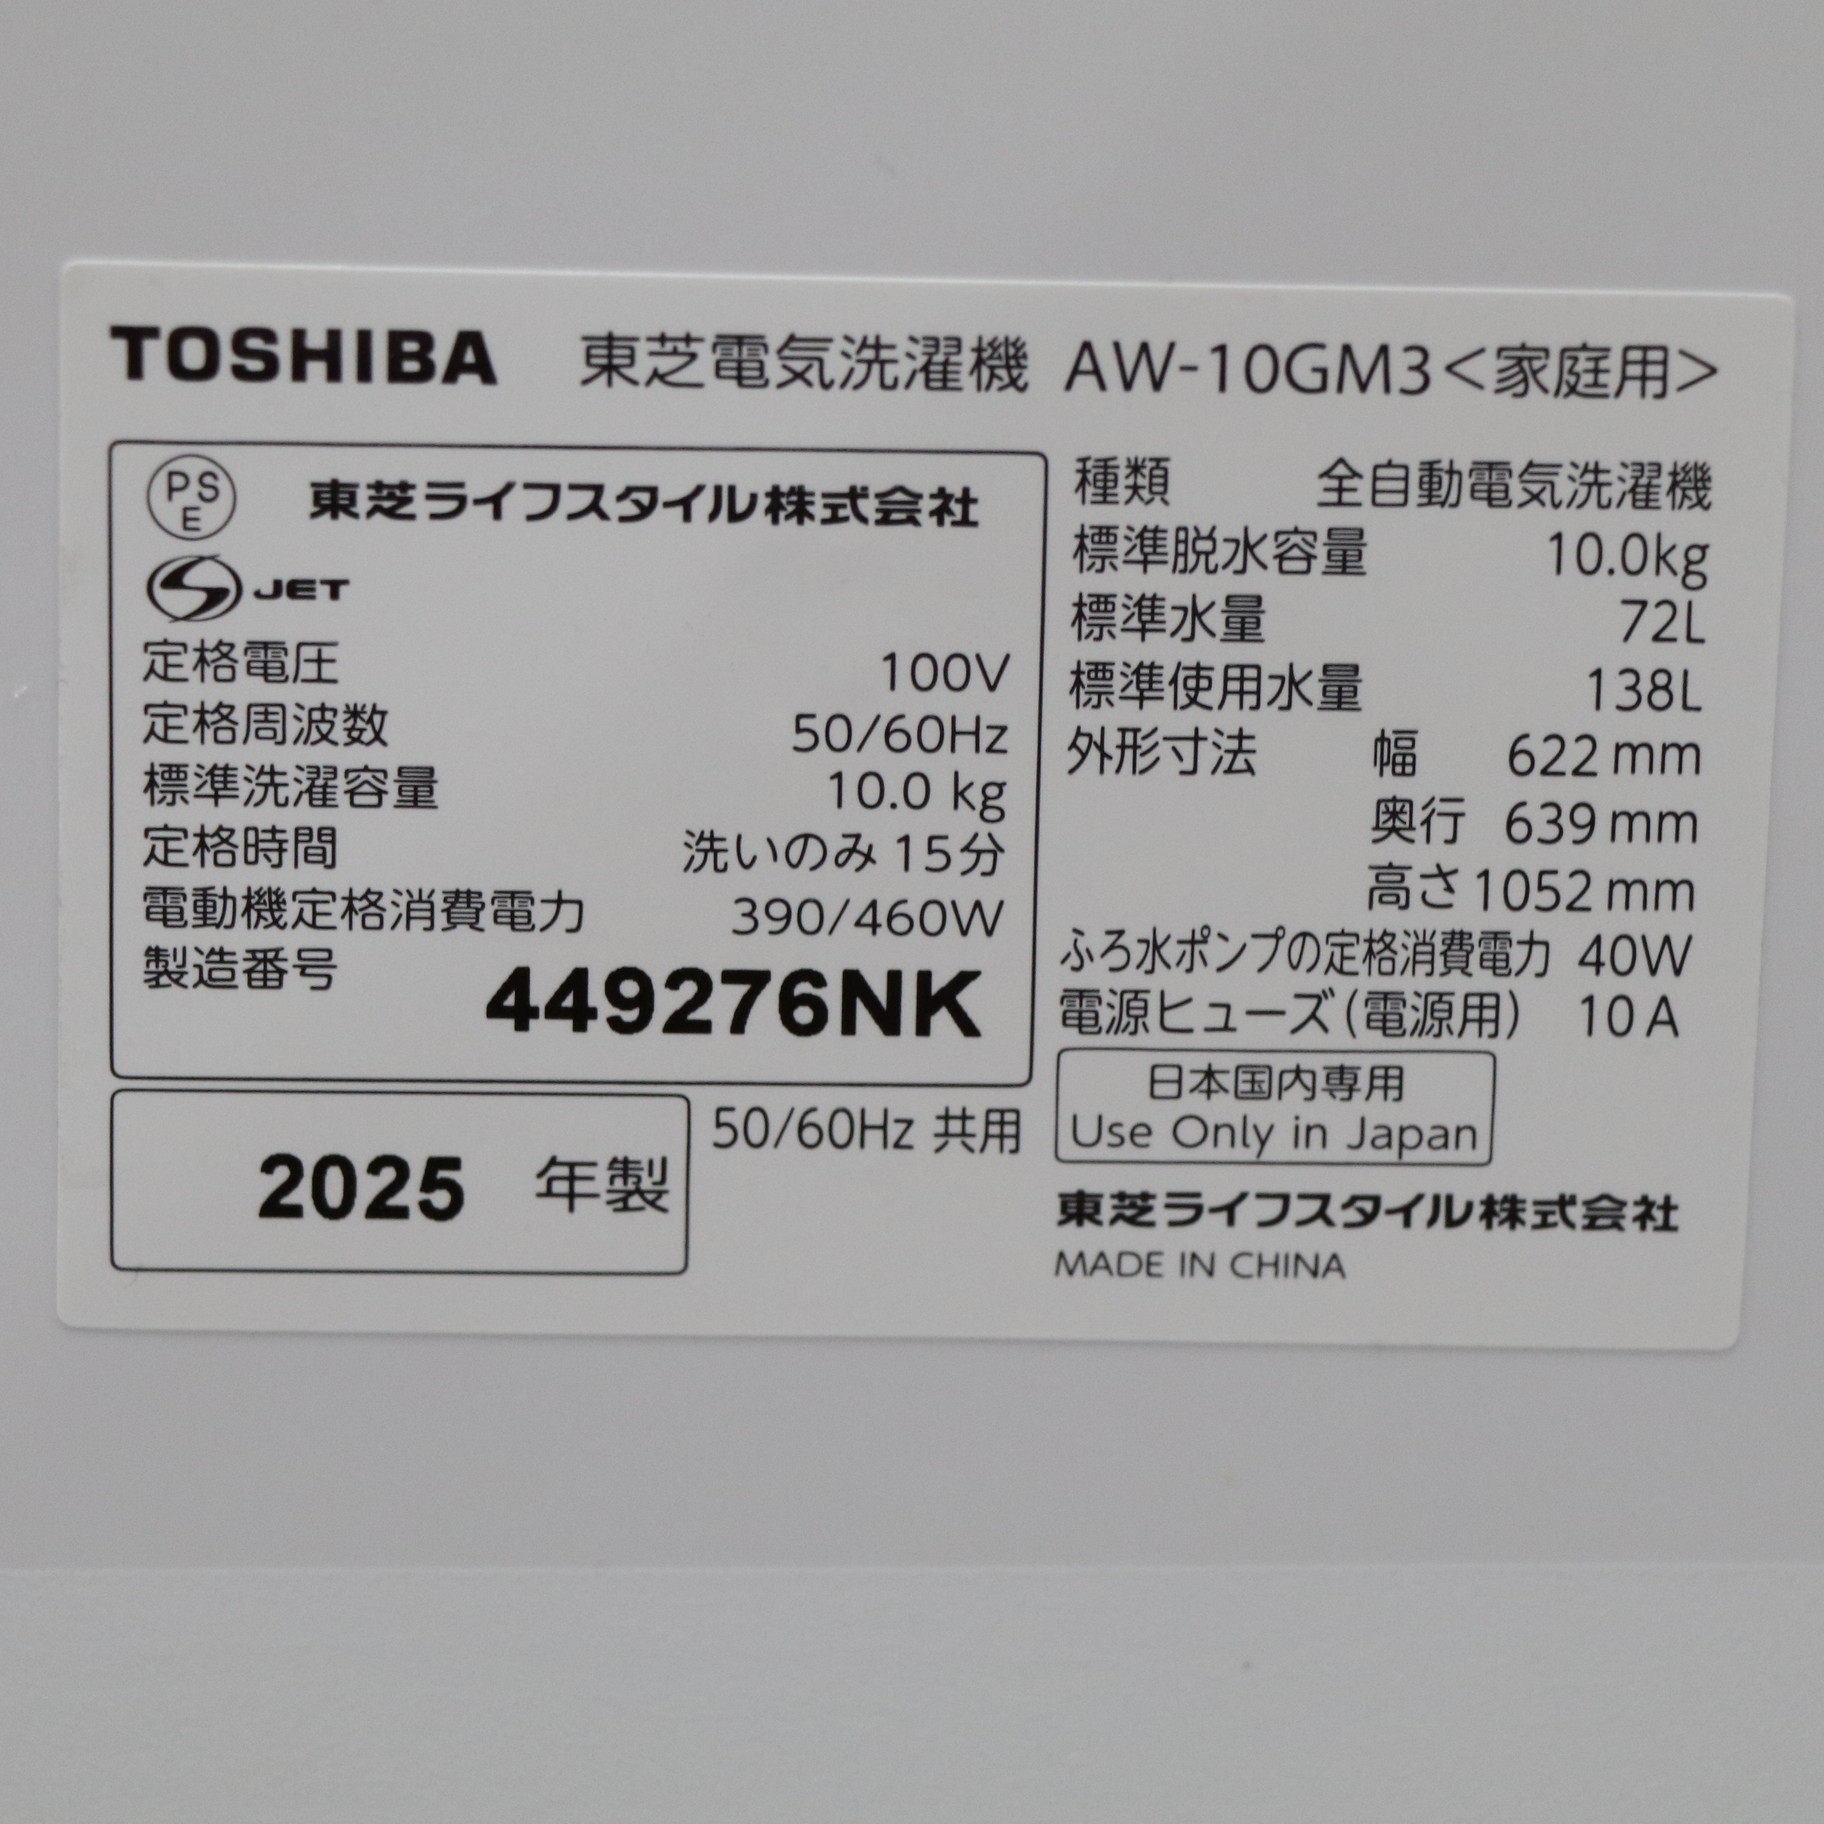 TOSHIBA 東芝電気洗濯機 AW-10GM3<家庭用>
PSE 東芝ライフスタイル株式会社
S JET
定格電圧 100V
定格周波数 50/60Hz
標準洗濯容量 10.0 kg
定格時間 洗いのみ 15分
電動機定格消費電力 390/460W
製造番号 449276NK
2025 年製
50/60Hz 共用
種類 全自動電気洗濯機
標準脱水容量 10.0kg
標準水量 72L
標準使用水量 138L
外形寸法 幅 622mm
奥行 639mm
高さ 1052mm
ふろ水ポンプの定格消費電力 40W
電源ヒューズ(電源用) 10A
日本国内専用
Use Only in Japan
東芝ライフスタイル株式会社
MADE IN CHINA